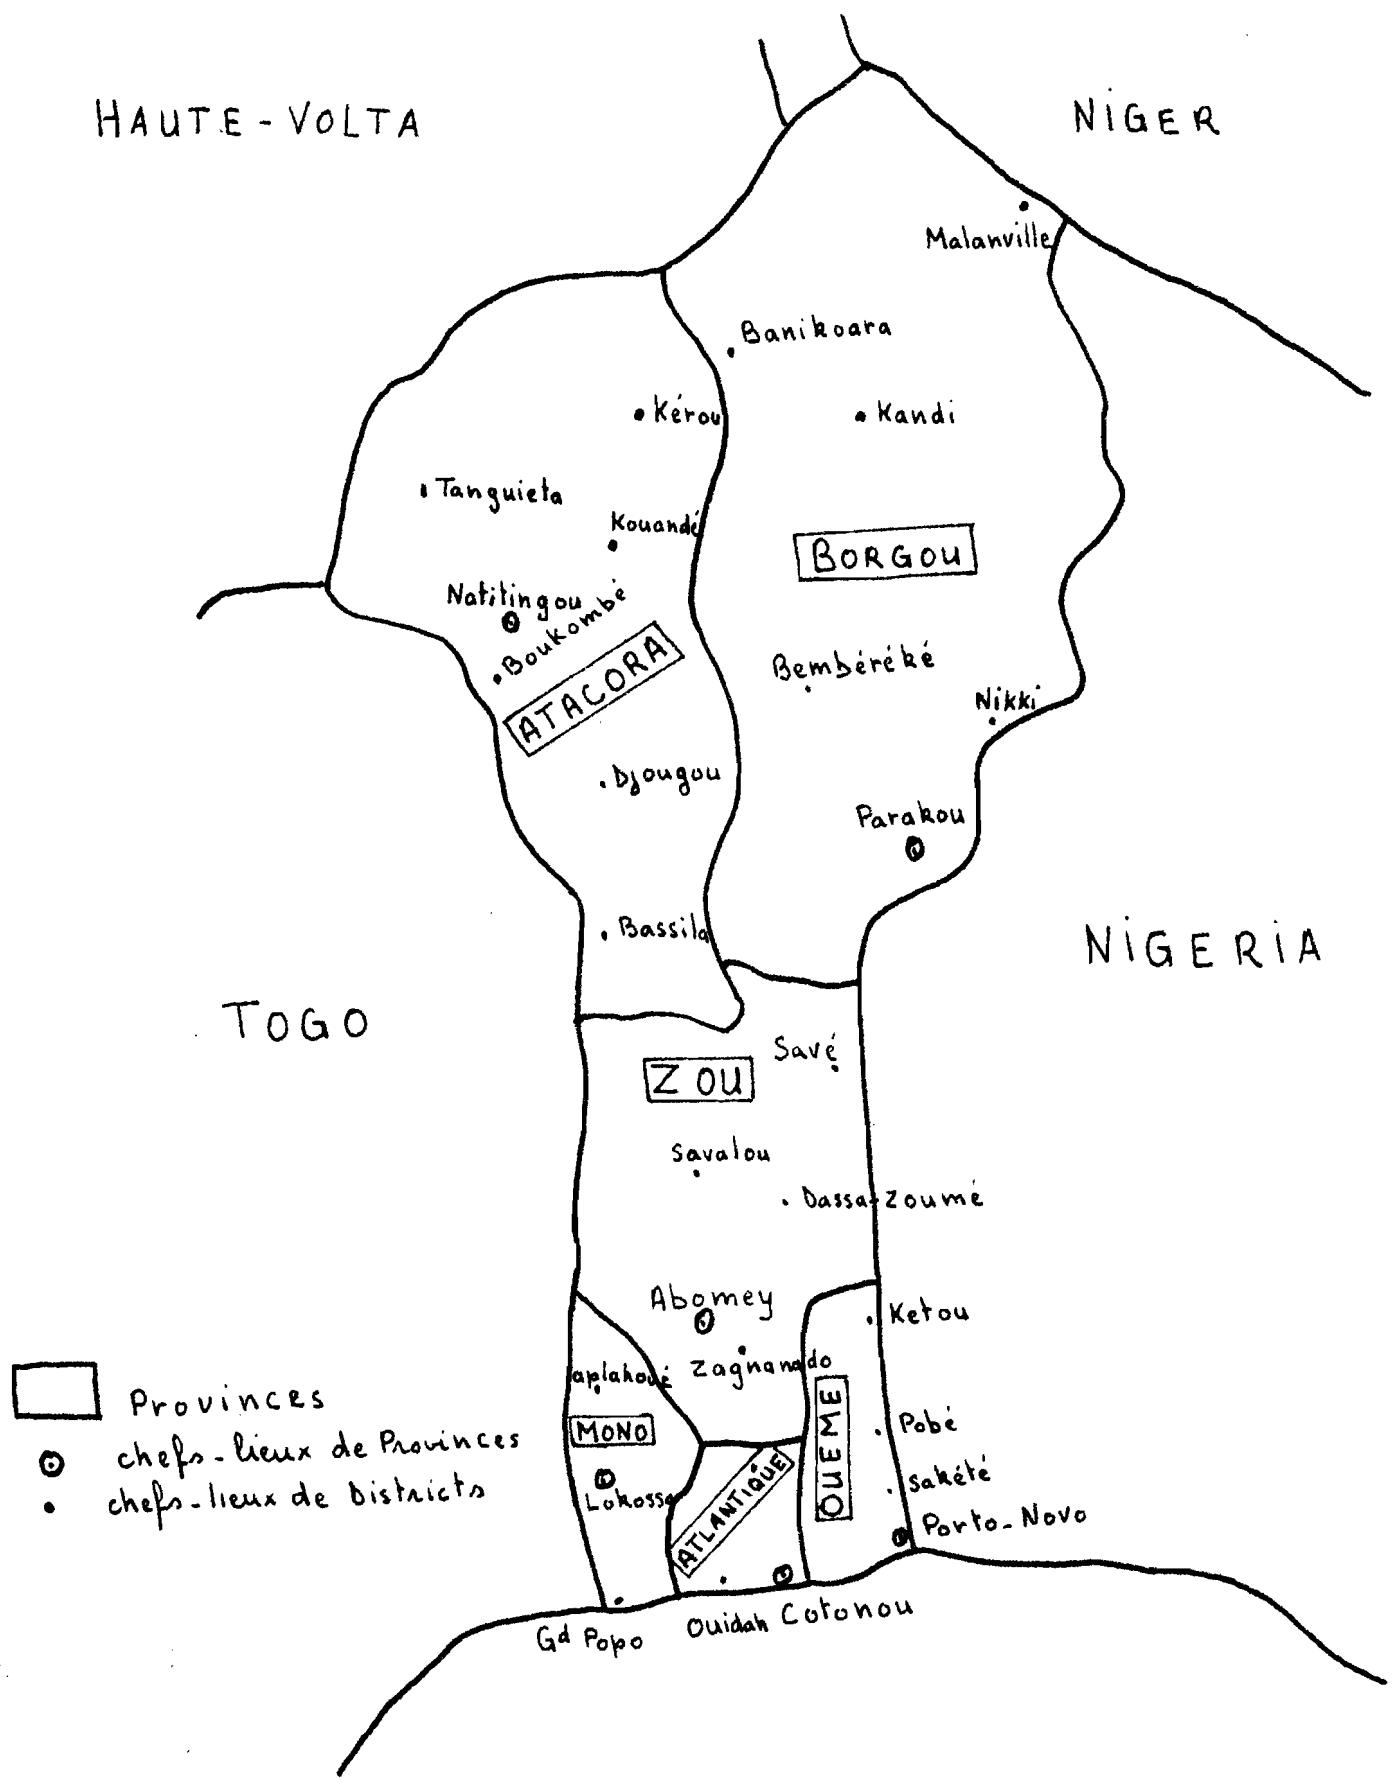 HAUTE-VOLTA
NIGER
Malanville
Banikoara
Kérou
Kandi
Tanguieta
Kouandé
BORGOU
Natitingou
Boukombé
ATACORA
Bembéréké
Nikki
Djougou
Parakou
Bassila
NIGERIA
TOGO
Savé
ZOU
Savalou
Dassa-Zoumé
Abomey
Ketou
Zagnanado
aplahoué
OUEME
MONO
Pobé
ATLANTIQUE
Lokossa
Sakété
Porto-Novo
Ouidah
Cotonou
Gd Popo
Provinces
chefs-lieux de Provinces
chefs-lieux de Districts